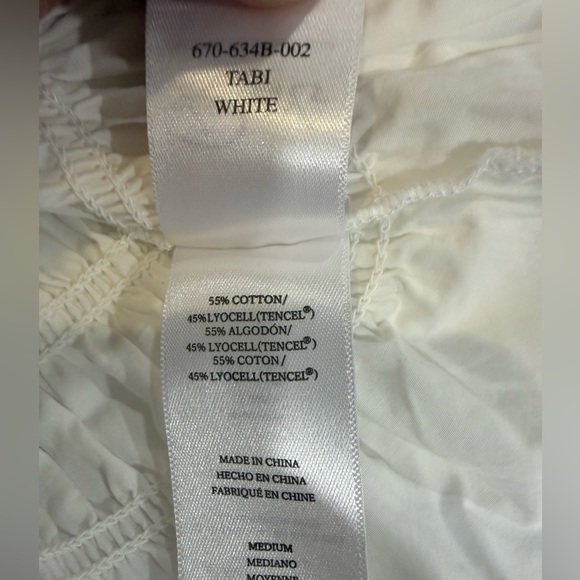 670-634B-002
TABI
WHITE
55% COTTON/
45% LYOCELL(TENCEL®)
55% ALGODÓN/
45% LYOCELL(TENCEL®)
55% COTON/
45% LYOCELL(TENCEL®)
MADE IN CHINA
HECHO EN CHINA
FABRIQUÉ EN CHINE
MEDIUM
MEDIANO
MOYENNE